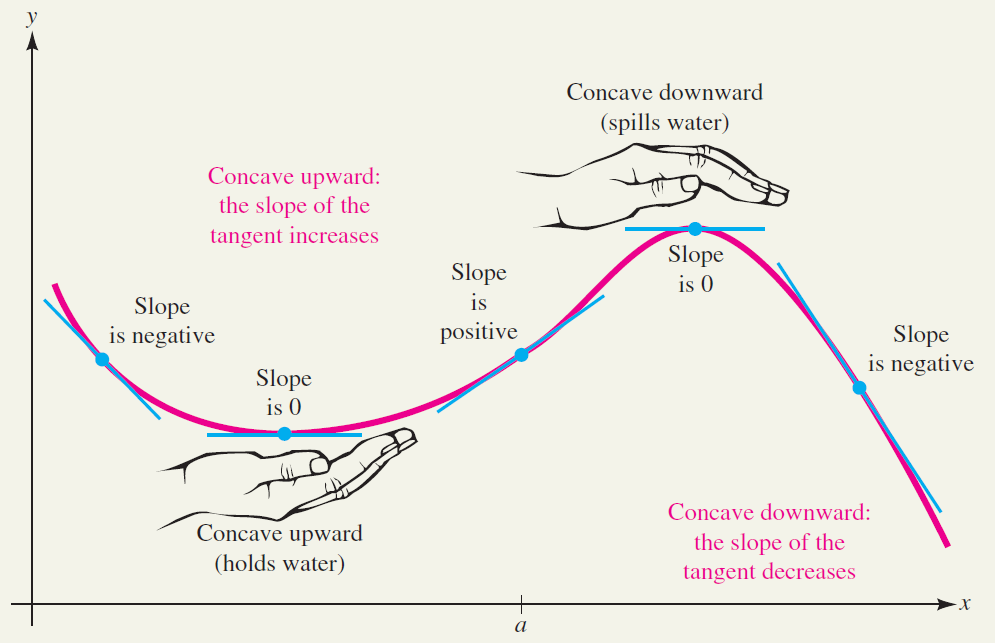 y
Concave downward
(spills water)
Concave upward:
the slope of the
tangent increases
Slope
is 0
Slope
is
positive
Slope
is negative
Slope
is negative
Slope
is 0
Concave upward
(holds water)
Concave downward:
the slope of the
tangent decreases
x
a